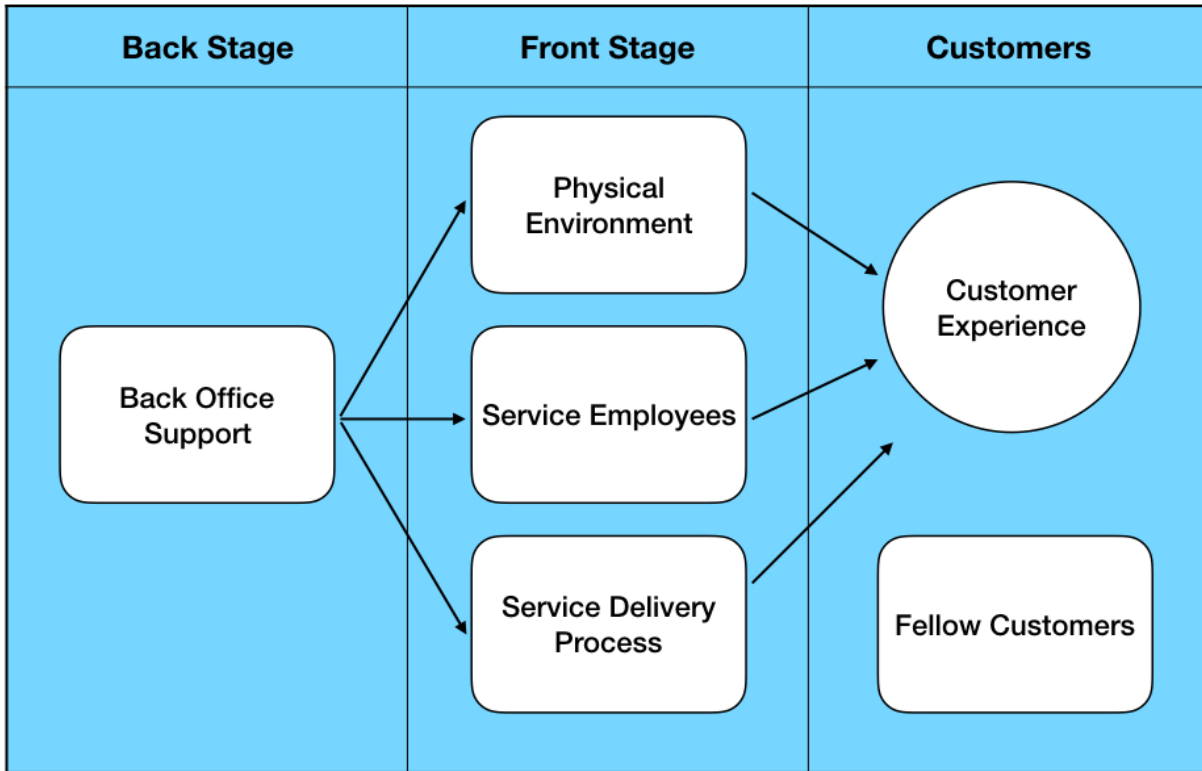 Back Stage
Front Stage
Customers
Physical
Environment
Customer
Experience
Back Office
Support
Service Employees
Service Delivery
Process
Fellow Customers